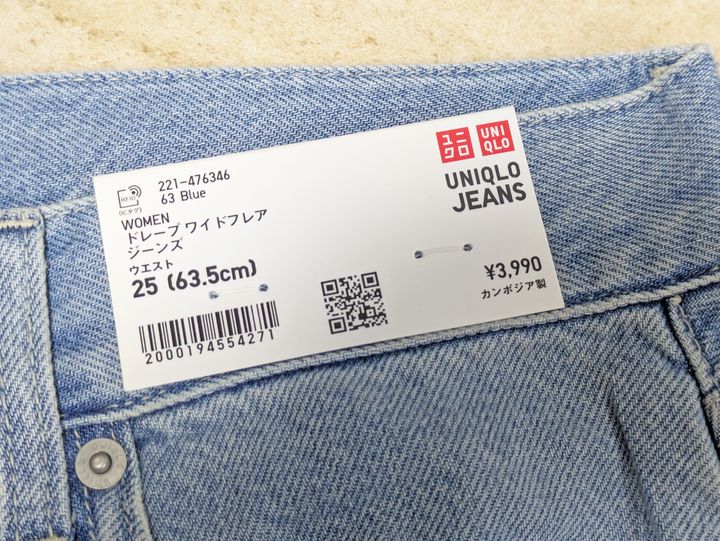 RFID
(ICタグ)
221-476346
63 Blue
WOMEN
ドレープ ワイドフレア
ジーンズ
ウエスト
25 (63.5cm)
2000194554271
ユニ
クロ
UNI
QLO
UNIQLO
JEANS
¥3,990
カンボジア製